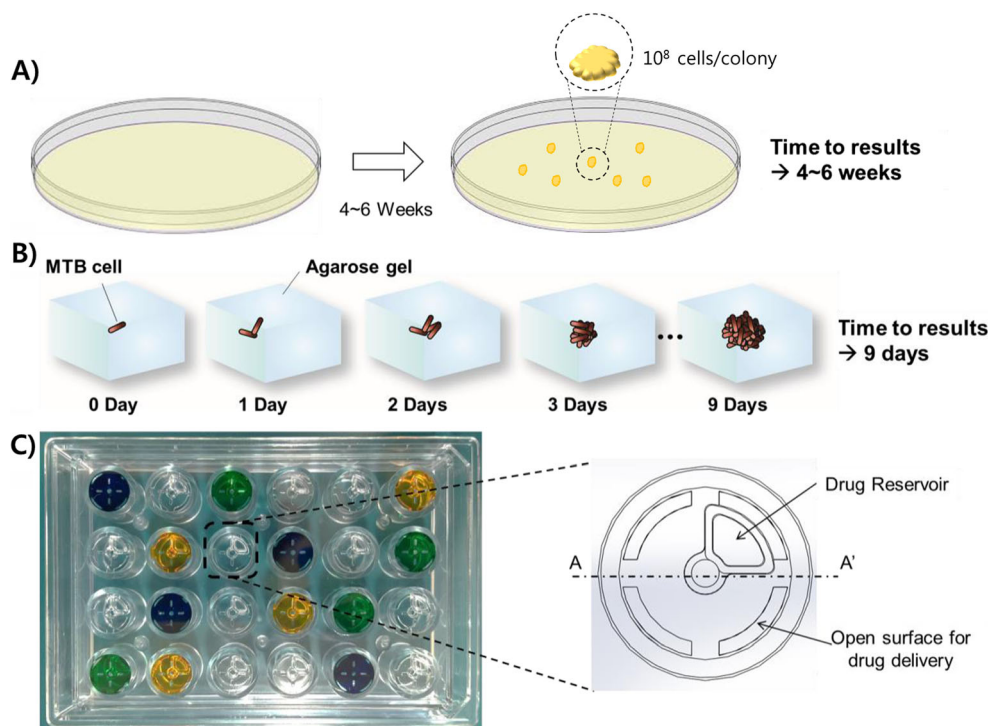 A)
10⁸ cells/colony
4~6 Weeks
Time to results
→ 4~6 weeks
B)
MTB cell
Agarose gel
0 Day
1 Day
2 Days
3 Days
...
9 Days
Time to results
→ 9 days
C)
Drug Reservoir
A
A'
Open surface for
drug delivery